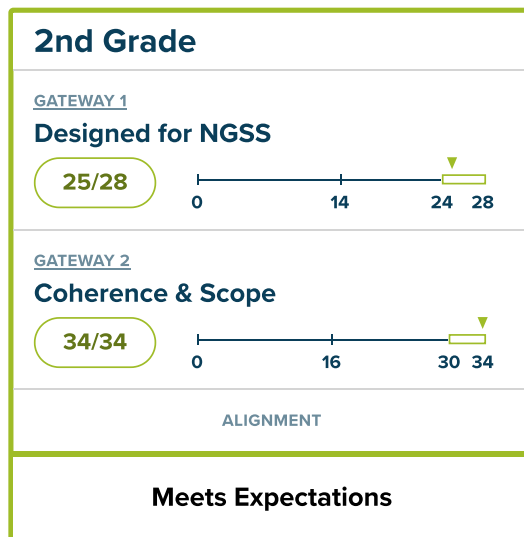 2nd Grade
GATEWAY 1
Designed for NGSS
25/28
0 14 24 28
GATEWAY 2
Coherence & Scope
34/34
0 16 30 34
ALIGNMENT
Meets Expectations